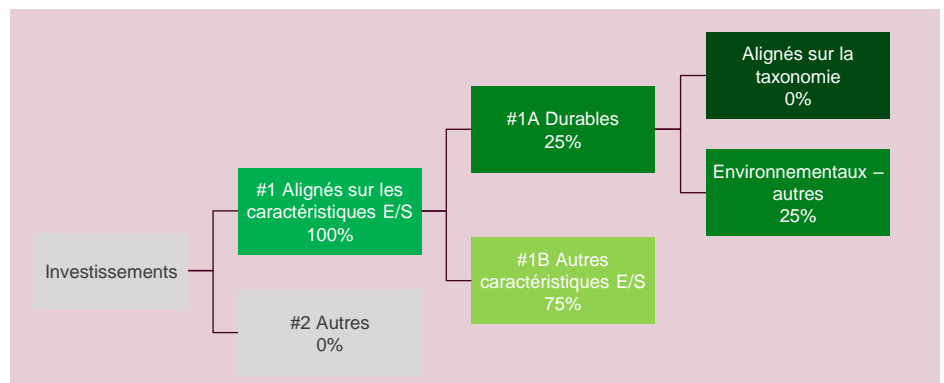 Investissements
#1 Alignés sur les
caractéristiques E/S
100%
#2 Autres
0%
#1A Durables
25%
#1B Autres
caractéristiques E/S
75%
Alignés sur la
taxonomie
0%
Environnementaux –
autres
25%